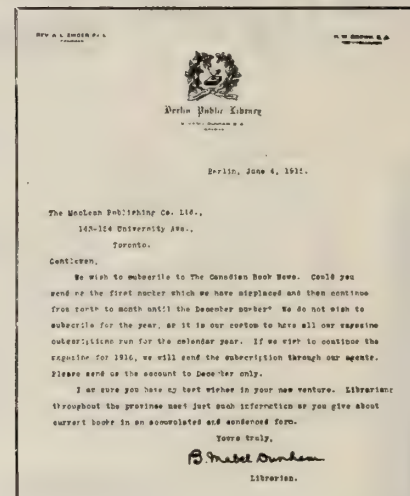 REV A L ZINGER
Berlin Public Library
Berlin, June 4, 1915.
The MacLean Publishing Co. Ltd.,
143-154 University Ave.,
Toronto.
Gentlemen,
We wish to subscribe to The Canadian Book News. Could you
send me the first number which we have misplaced and then continue
from month to month until the December number? We do not wish to
subscribe for the year, as it is our custom to have all our magazine
subscriptions run for the calendar year. If we wish to continue the
magazine for 1916, we will send the subscription through our agents.
Please send us the account to December only.
I am sure you have my best wishes in your new venture. Librarians
throughout the province need just such information as you give about
current books in an accumulated and condensed form.
Yours truly,
B. Mabel Dunham
Librarian.